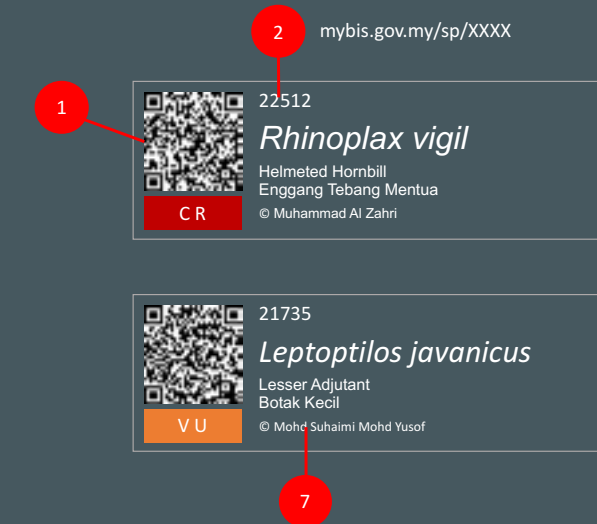 2 mybis.gov.my/sp/XXXX
1
22512
Rhinoplax vigil
Helmeted Hornbill
Enggang Tebang Mentua
© Muhammad Al Zahri
C R
21735
Leptoptilos javanicus
Lesser Adjutant
Botak Kecil
© Mohd Suhaimi Mohd Yusof
V U
7